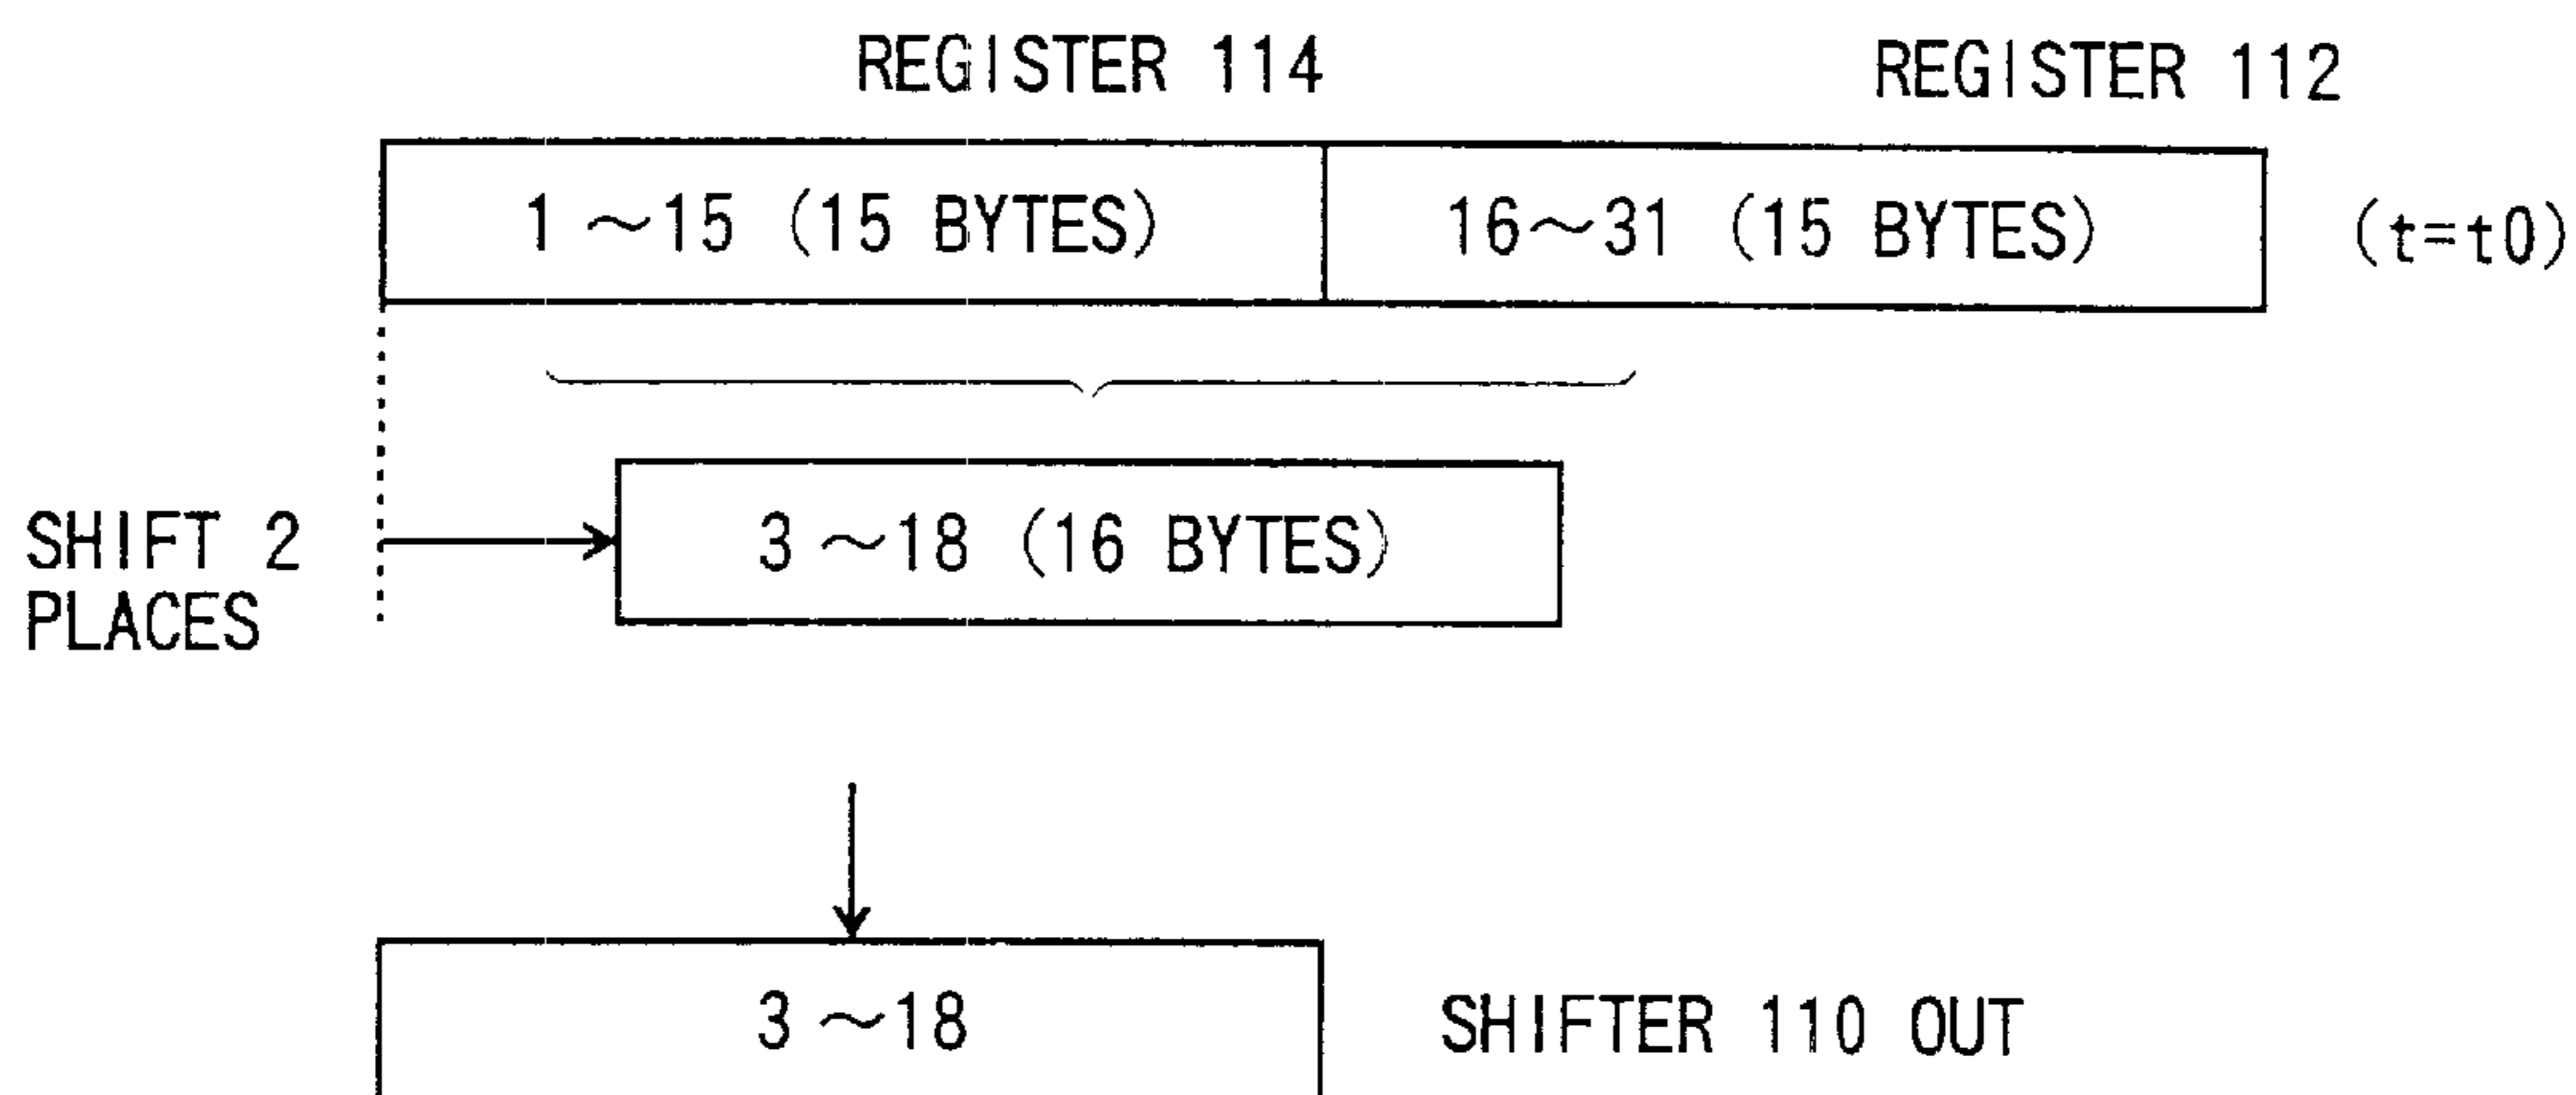 REGISTER 114 REGISTER 112
1 ~15 (15 BYTES) 16~31 (15 BYTES) (t=t0)
SHIFT 2
PLACES
3 ~18 (16 BYTES)
3 ~18
SHIFTER 110 OUT